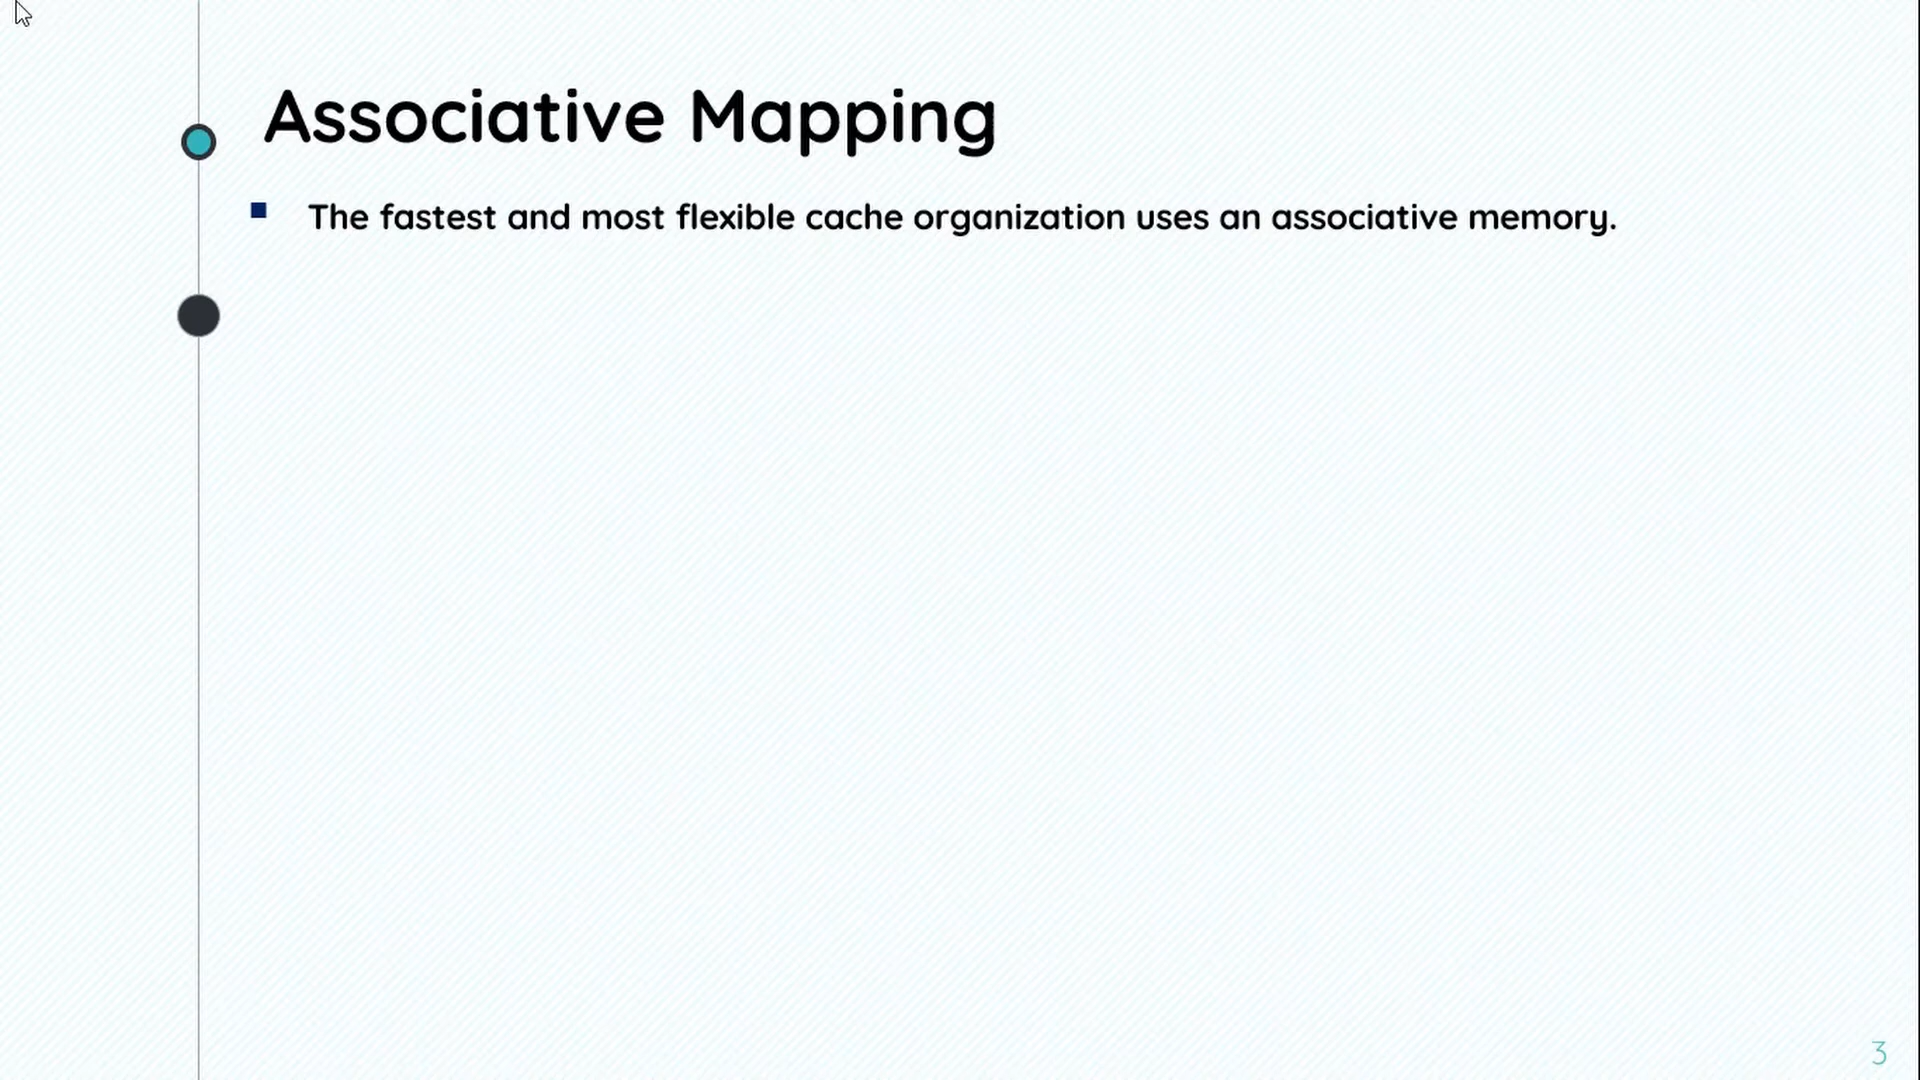 Associative Mapping
The fastest and most flexible cache organization uses an associative memory.
3